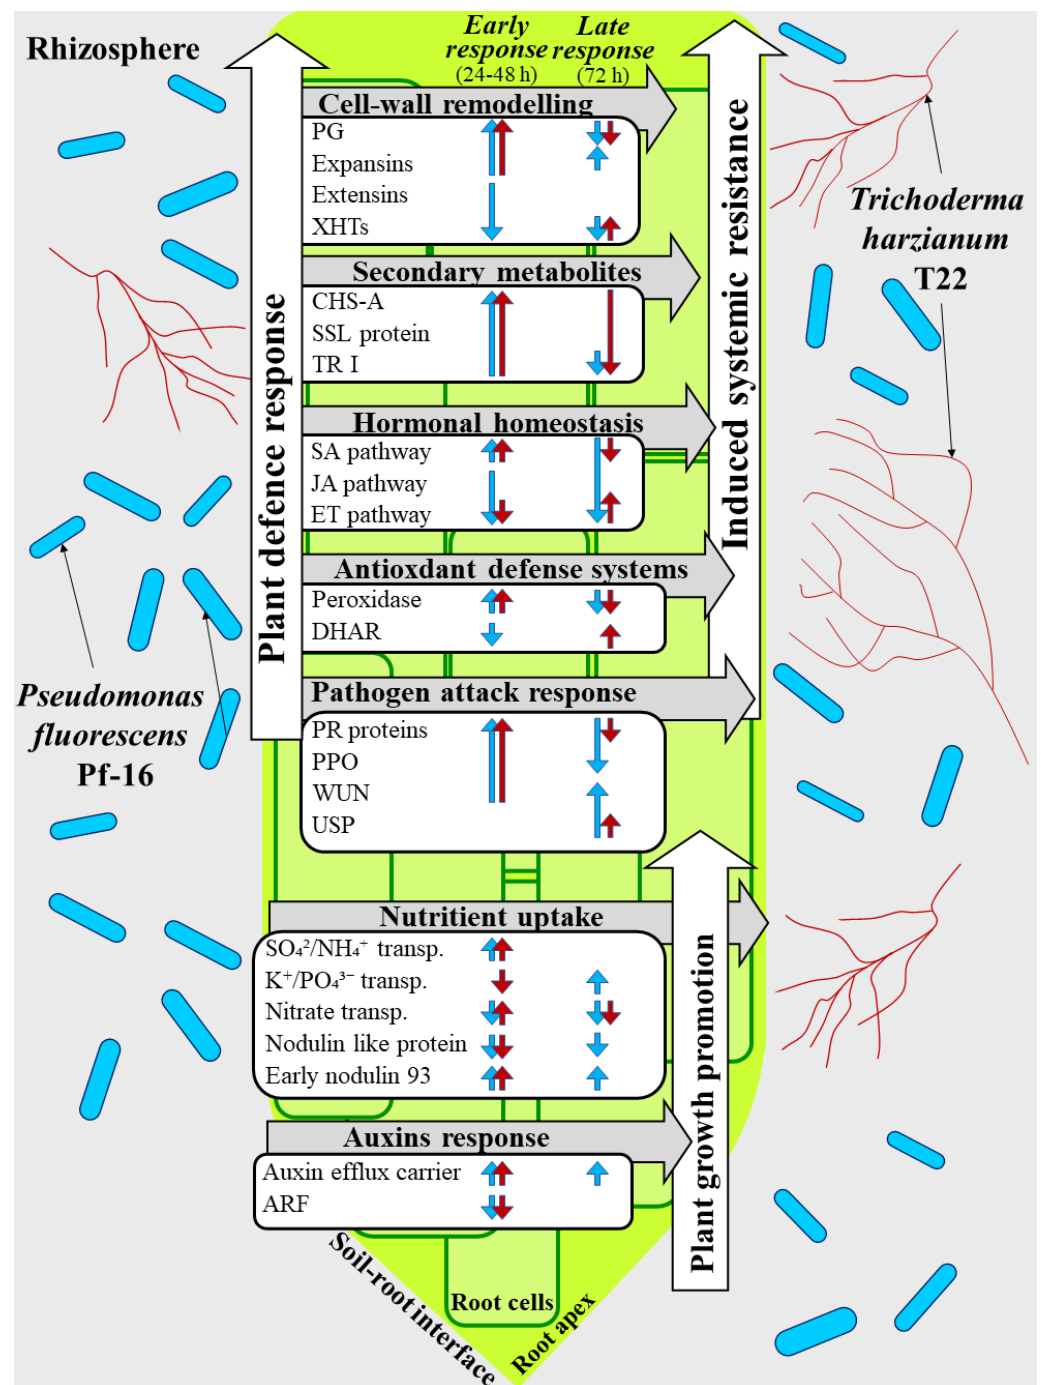 Rhizosphere
Early
response
(24-48 h)
Late
response
(72 h)
Cell-wall remodelling
PG
Expansins
Extensins
XHTs
Secondary metabolites
CHS-A
SSL protein
TR I
Hormonal homeostasis
SA pathway
JA pathway
ET pathway
Antioxdant defense systems
Peroxidase
DHAR
Pathogen attack response
PR proteins
PPO
WUN
USP
Nutritient uptake
SO₄²/NH₄⁺ transp.
K⁺/PO₄³⁻ transp.
Nitrate transp.
Nodulin like protein
Early nodulin 93
Auxins response
Auxin efflux carrier
ARF
Plant defence response
Induced systemic resistance
Plant growth promotion
Trichoderma
harzianum
T22
Pseudomonas
fluorescens
Pf-16
Soil-root interface
Root cells
Root apex